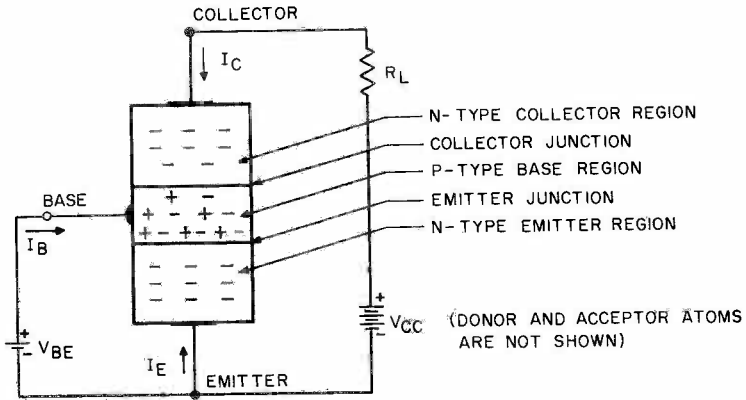 COLLECTOR
I_C
R_L
N-TYPE COLLECTOR REGION
COLLECTOR JUNCTION
P-TYPE BASE REGION
EMITTER JUNCTION
N-TYPE EMITTER REGION
BASE
I_B
+
V_BE
-
I_E
EMITTER
+
V_CC
-
(DONOR AND ACCEPTOR ATOMS
ARE NOT SHOWN)